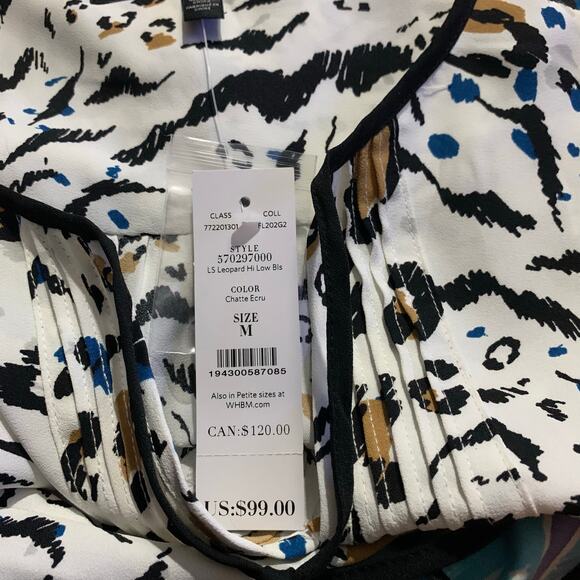 CLASS COLL
772201301 FL202G2
STYLE
570297000
LS Leopard Hi Low Bls
COLOR
Chatte Ecru
SIZE
M
194300587085
Also in Petite sizes at
WHBM.com
CAN:$120.00
US:$99.00